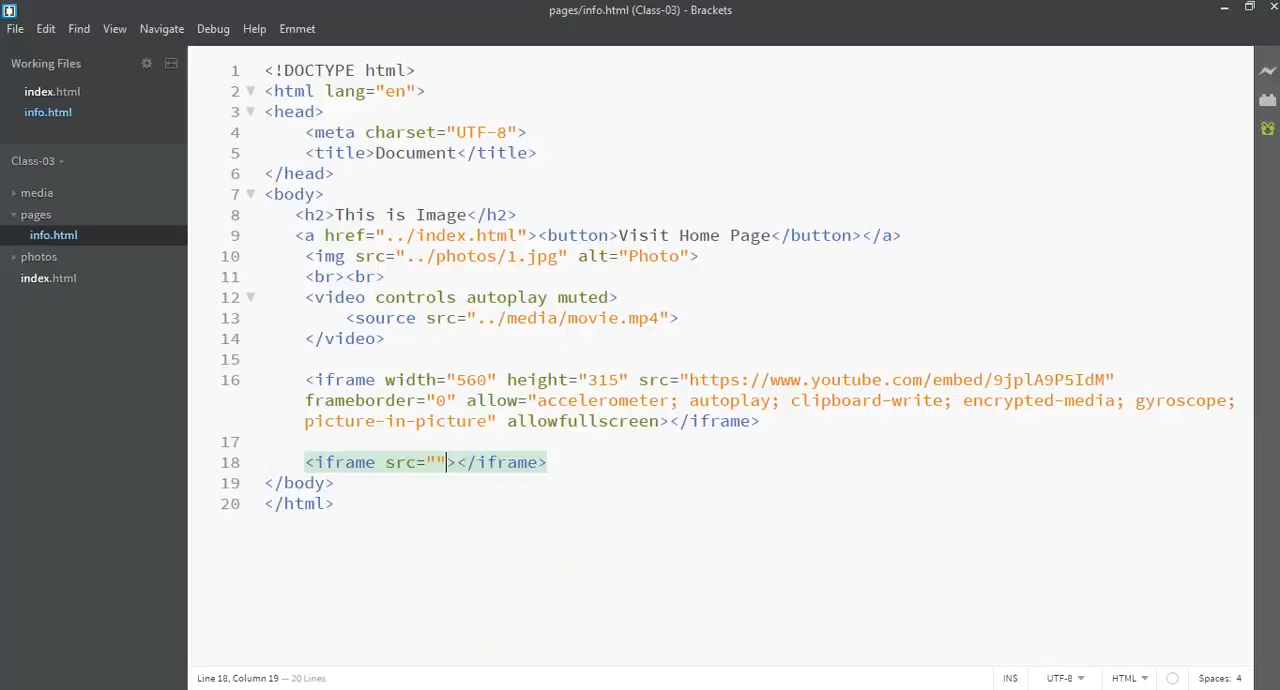 pages/info.html (Class-03) - Brackets
File Edit Find View Navigate Debug Help Emmet
Working Files
index.html
info.html
Class-03
media
pages
info.html
photos
index.html
1 <!DOCTYPE html>
2 <html lang="en">
3 <head>
4 <meta charset="UTF-8">
5 <title>Document</title>
6 </head>
7 <body>
8 <h2>This is Image</h2>
9 <a href="../index.html"><button>Visit Home Page</button></a>
10 <img src="../photos/1.jpg" alt="Photo">
11 <br><br>
12 <video controls autoplay muted>
13 <source src="../media/movie.mp4">
14 </video>
15
16 <iframe width="560" height="315" src="https://www.youtube.com/embed/9jplA9P5IdM"
frameborder="0" allow="accelerometer; autoplay; clipboard-write; encrypted-media; gyroscope;
picture-in-picture" allowfullscreen></iframe>
17
18 <iframe src=""></iframe>
19 </body>
20 </html>
Line 18, Column 19 — 20 Lines
INS UTF-8 HTML Spaces: 4